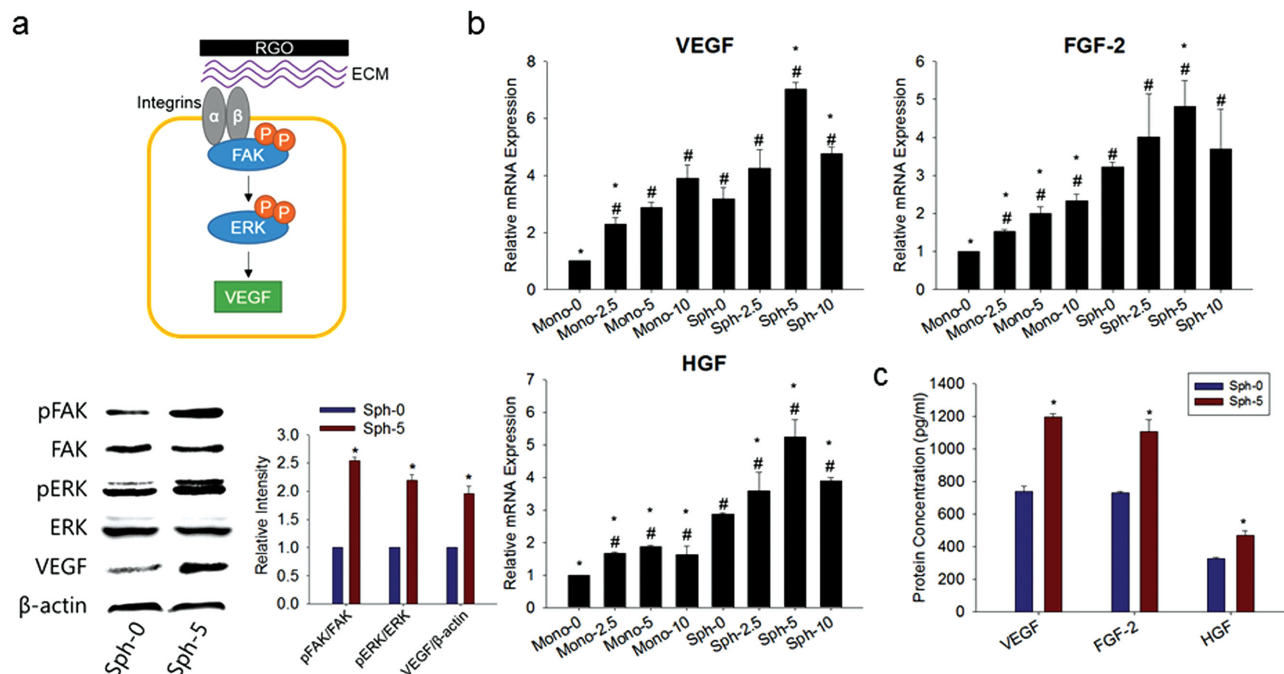 a
RGO
ECM
Integrins
α β
P P
FAK
P P
ERK
VEGF
pFAK
FAK
pERK
ERK
VEGF
β-actin
Sph-0 Sph-5
Sph-0
Sph-5
Relative Intensity
3.0
2.5
2.0
1.5
1.0
0.5
0.0
* * *
pFAK/FAK pERK/ERK VEGF/β-actin
b
VEGF
Relative mRNA Expression
8
6
4
2
0
* * # # # # # * # * #
Mono-0 Mono-2.5 Mono-5 Mono-10 Sph-0 Sph-2.5 Sph-5 Sph-10
FGF-2
Relative mRNA Expression
6
5
4
3
2
1
0
* * # * # * # # # * # #
Mono-0 Mono-2.5 Mono-5 Mono-10 Sph-0 Sph-2.5 Sph-5 Sph-10
HGF
Relative mRNA Expression
7
6
5
4
3
2
1
0
* * # * # * # # * # * # * #
Mono-0 Mono-2.5 Mono-5 Mono-10 Sph-0 Sph-2.5 Sph-5 Sph-10
c
Sph-0
Sph-5
Protein Concentration (pg/ml)
1400
1200
1000
800
600
400
200
0
* * *
VEGF FGF-2 HGF